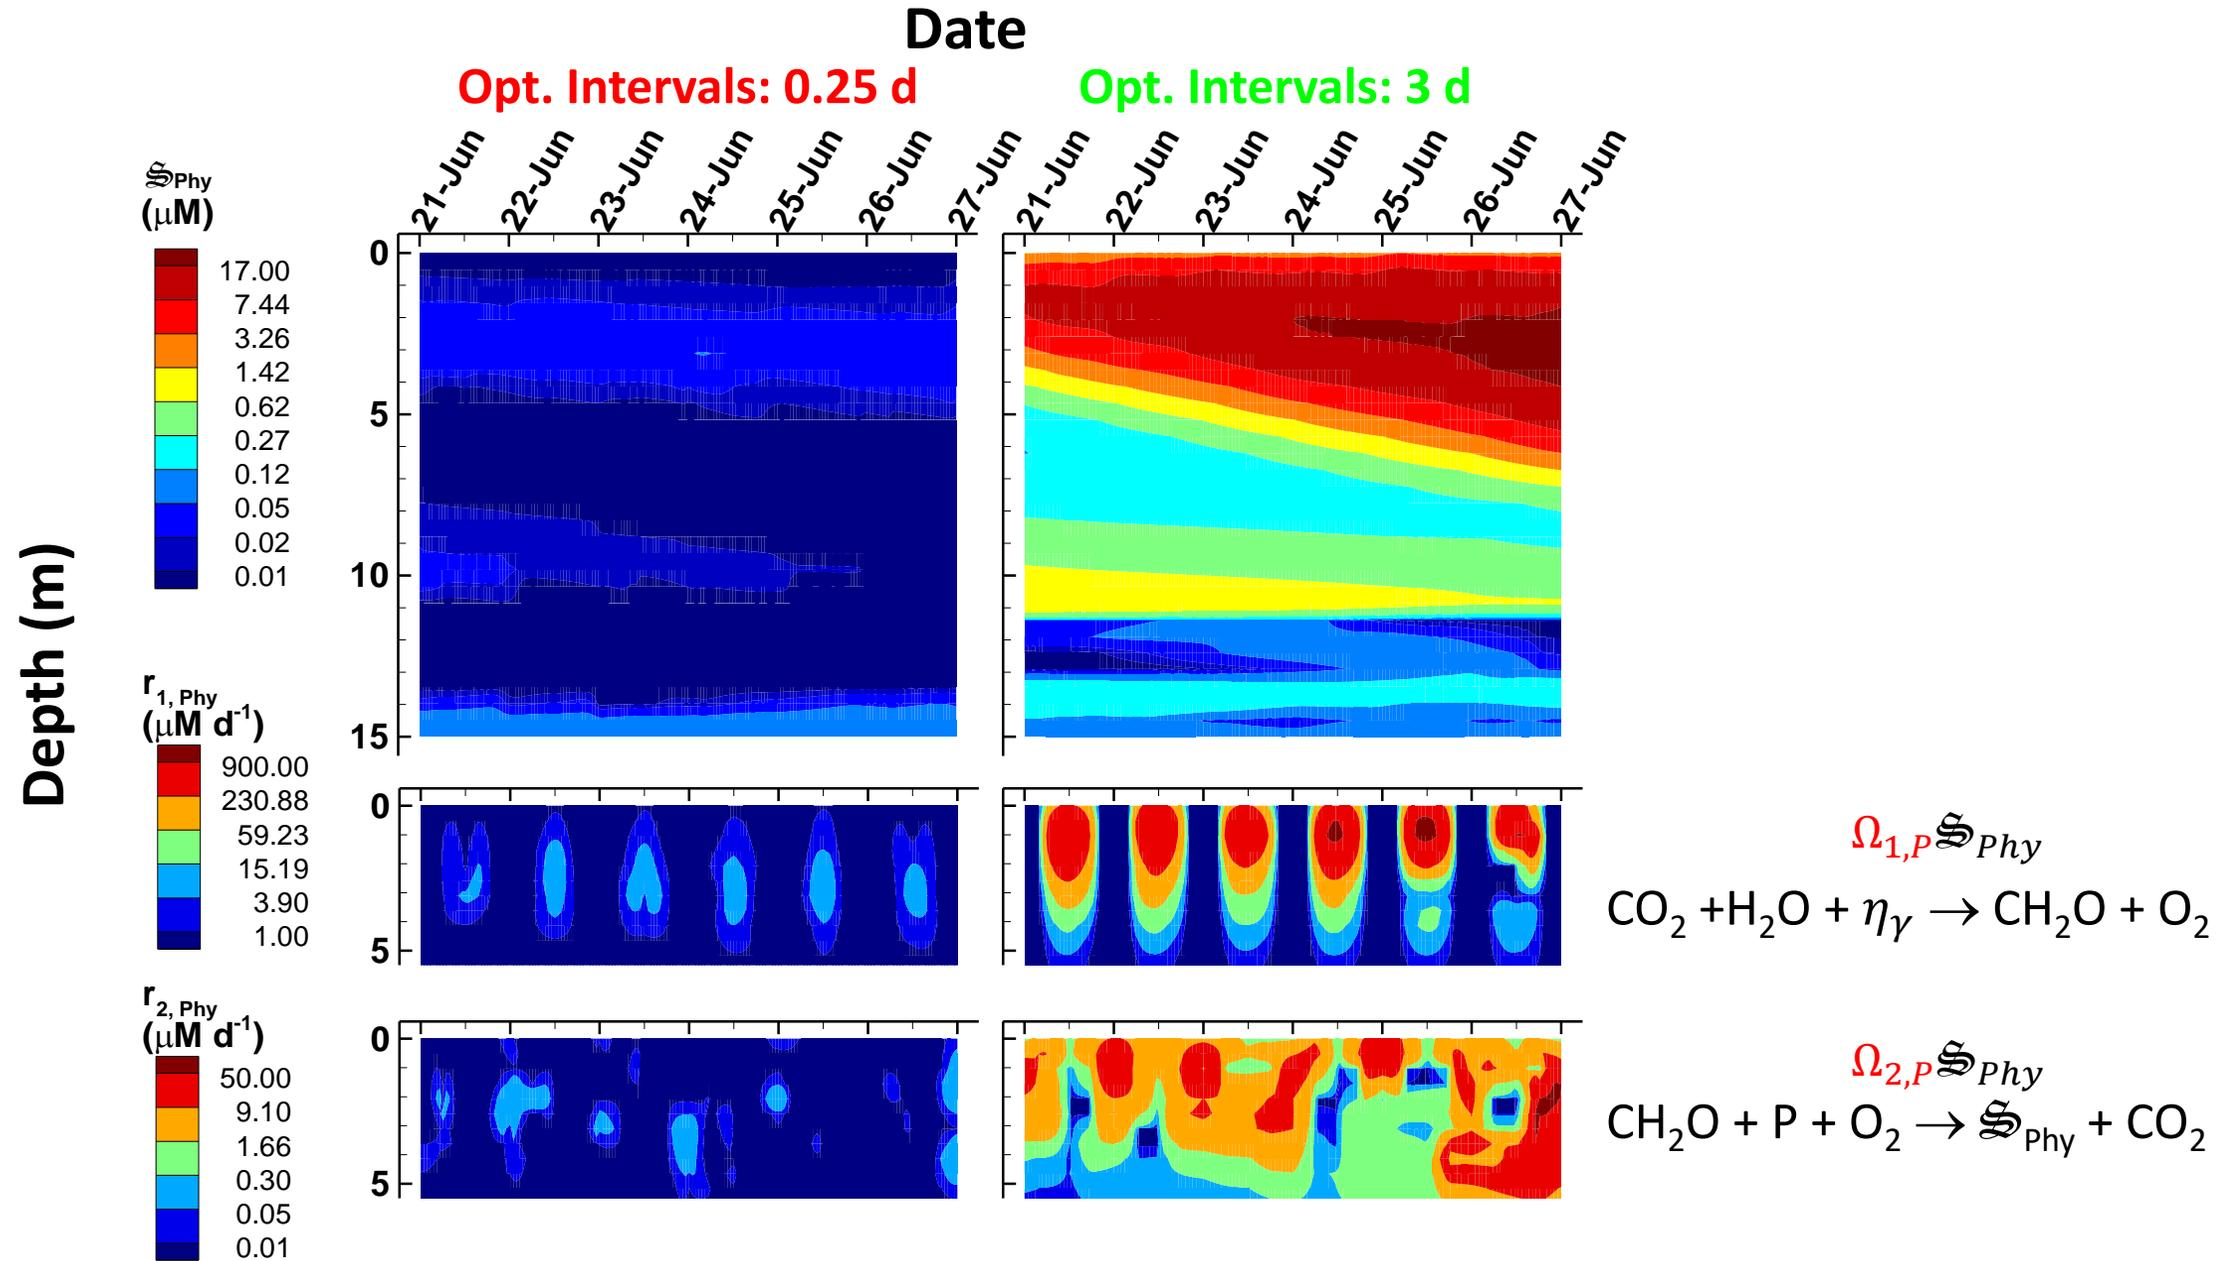 Date
Opt. Intervals: 0.25 d
Opt. Intervals: 3 d
21-Jun 22-Jun 23-Jun 24-Jun 25-Jun 26-Jun 27-Jun
21-Jun 22-Jun 23-Jun 24-Jun 25-Jun 26-Jun 27-Jun
𝕾Phy
(μM)
17.00
7.44
3.26
1.42
0.62
0.27
0.12
0.05
0.02
0.01
Depth (m)
0
5
10
15
r1, Phy
(μM d-1)
900.00
230.88
59.23
15.19
3.90
1.00
0
5
Ω1,P𝕾Phy
CO2 +H2O + ηγ → CH2O + O2
r2, Phy
(μM d-1)
50.00
9.10
1.66
0.30
0.05
0.01
0
5
Ω2,P𝕾Phy
CH2O + P + O2 → 𝕾Phy + CO2